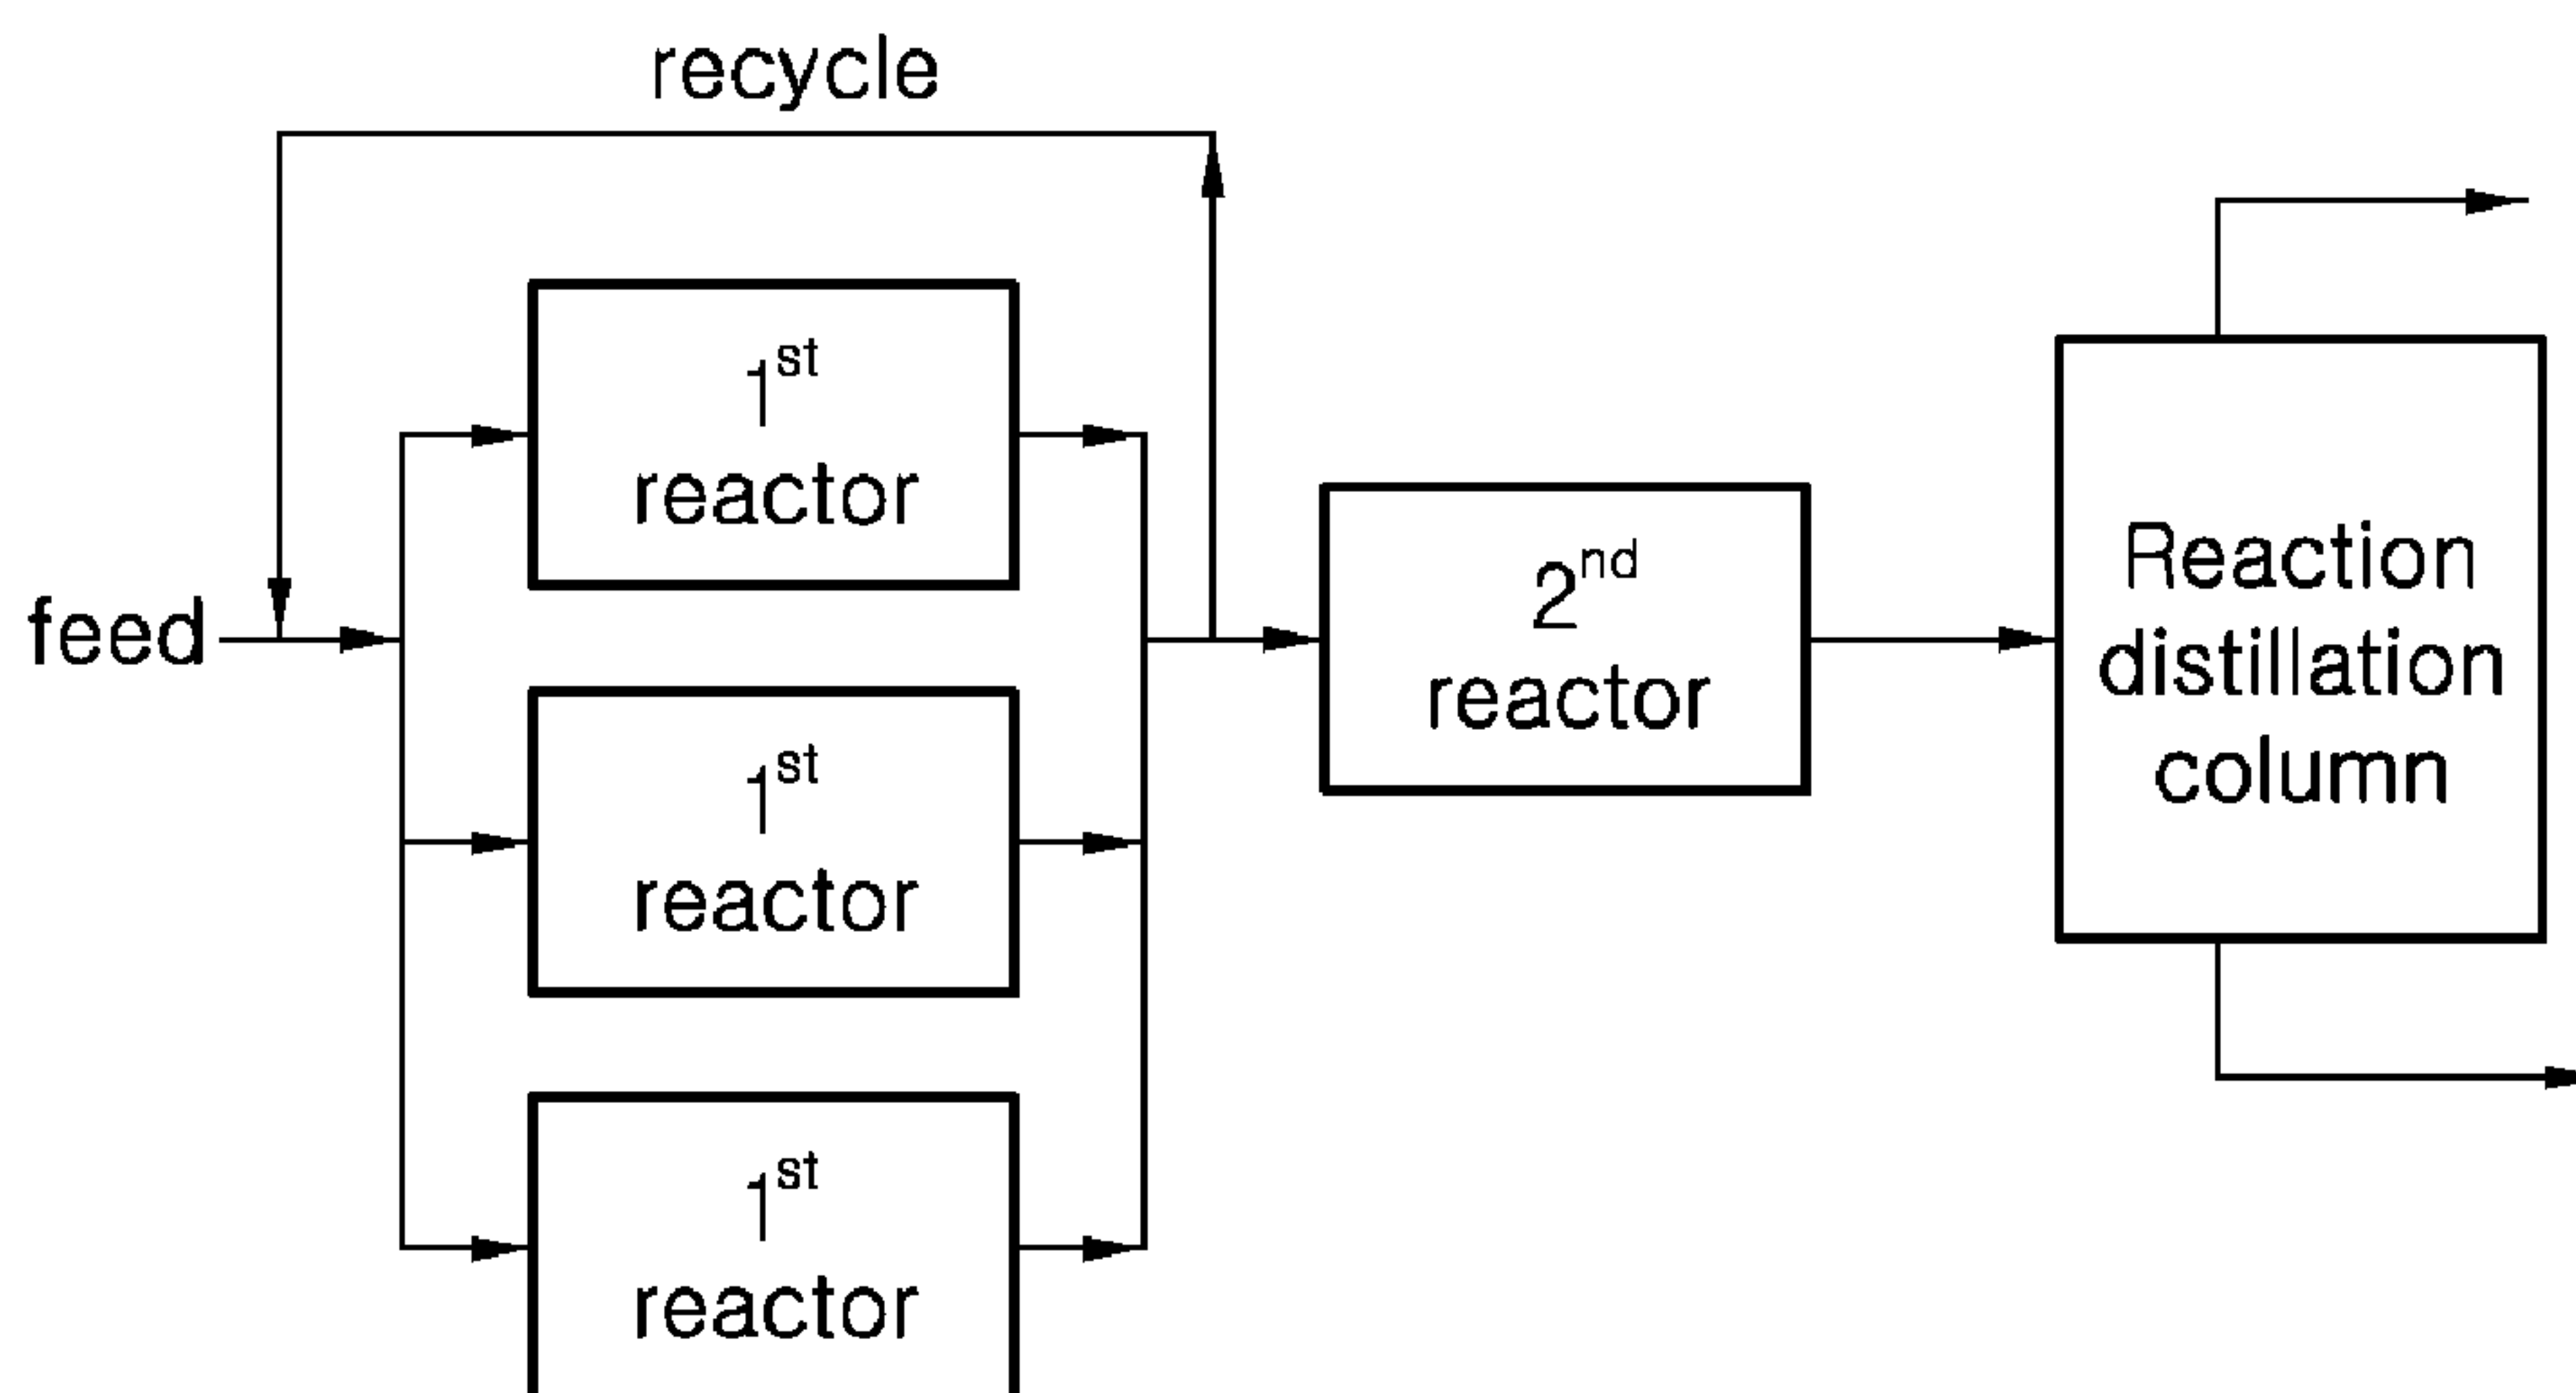 recycle
1st
reactor
feed
1st
reactor
1st
reactor
2nd
reactor
Reaction
distillation
column